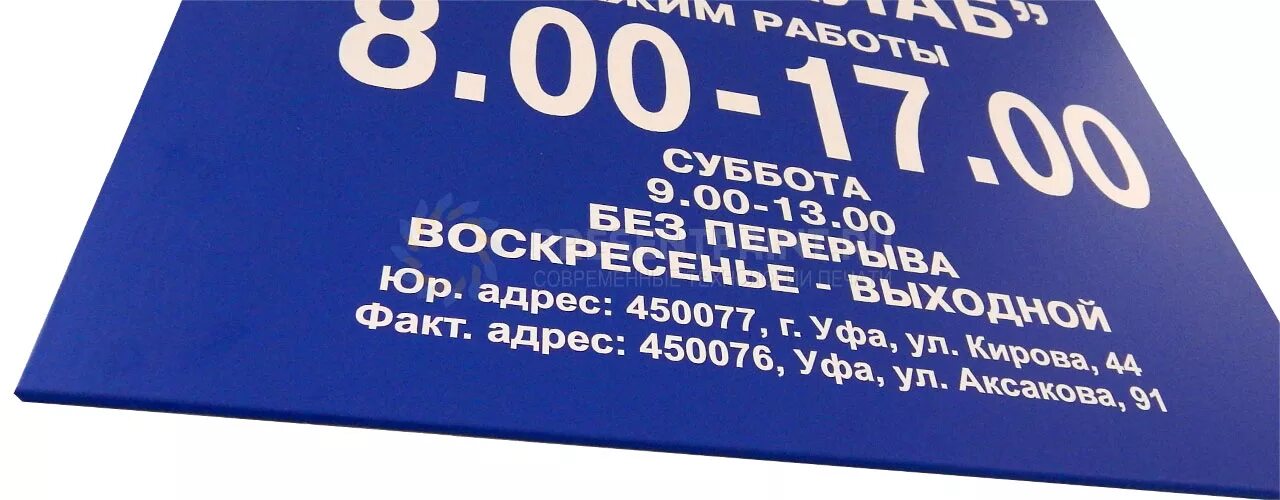 РАБОТЫ
8.00-17.00
СУББОТА
9.00-13.00
БЕЗ ПЕРЕРЫВА
ВОСКРЕСЕНЬЕ - ВЫХОДНОЙ
Юр. адрес: 450077, г. Уфа, ул. Кирова, 44
Факт. адрес: 450076, Уфа, ул. Аксакова, 91